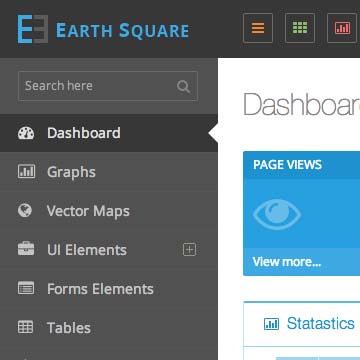 EARTH SQUARE
Search here
Dashboard
Graphs
Vector Maps
UI Elements
Forms Elements
Tables
Dashboar
PAGE VIEWS
View more...
Statastics